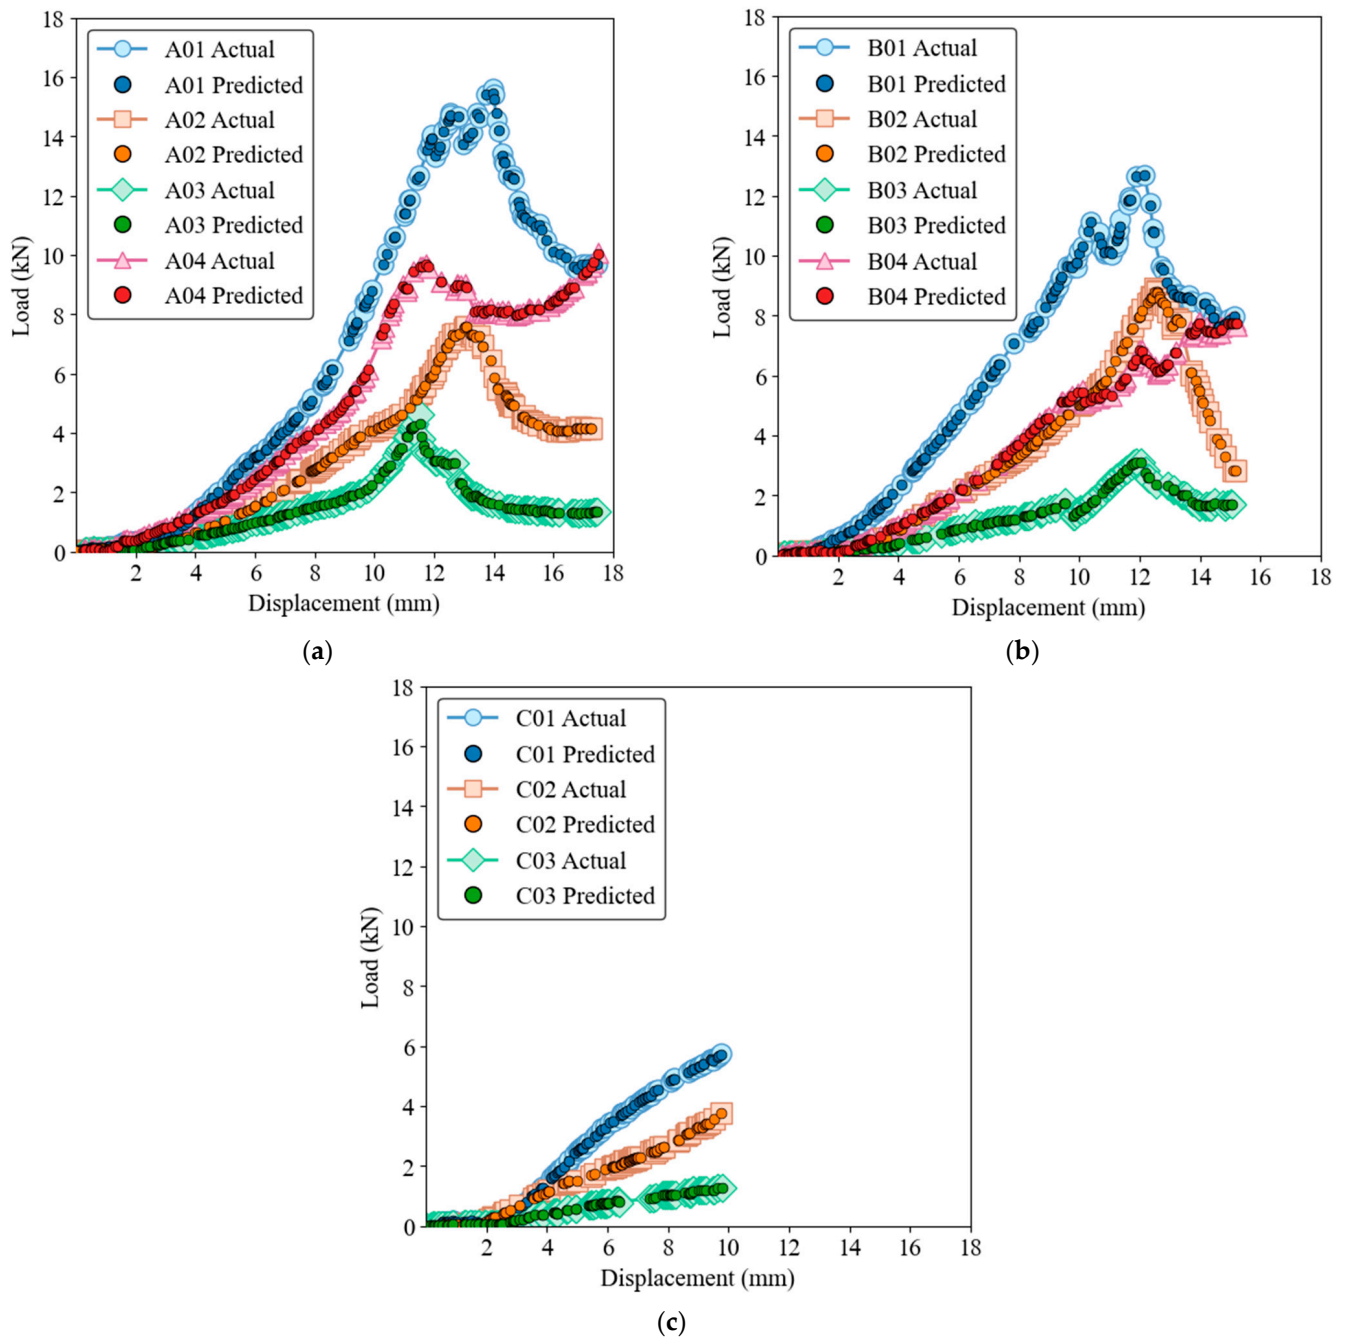 18
16
14
12
10
8
6
4
2
0
Load (kN)
A01 Actual
A01 Predicted
A02 Actual
A02 Predicted
A03 Actual
A03 Predicted
A04 Actual
A04 Predicted
2 4 6 8 10 12 14 16 18
Displacement (mm)
(a)
18
16
14
12
10
8
6
4
2
0
Load (kN)
B01 Actual
B01 Predicted
B02 Actual
B02 Predicted
B03 Actual
B03 Predicted
B04 Actual
B04 Predicted
2 4 6 8 10 12 14 16 18
Displacement (mm)
(b)
18
16
14
12
10
8
6
4
2
0
Load (kN)
C01 Actual
C01 Predicted
C02 Actual
C02 Predicted
C03 Actual
C03 Predicted
2 4 6 8 10 12 14 16 18
Displacement (mm)
(c)